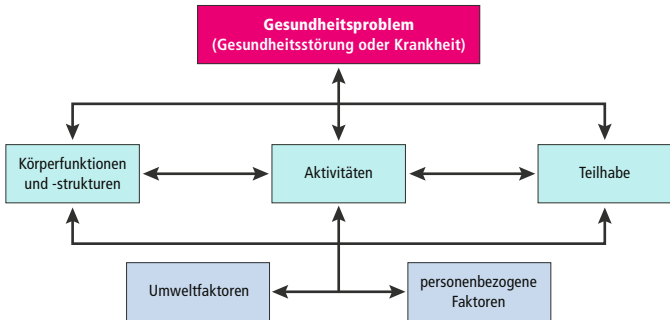 Gesundheitsproblem
(Gesundheitsstörung oder Krankheit)
Körperfunktionen
und -strukturen
Aktivitäten
Teilhabe
Umweltfaktoren
personenbezogene
Faktoren